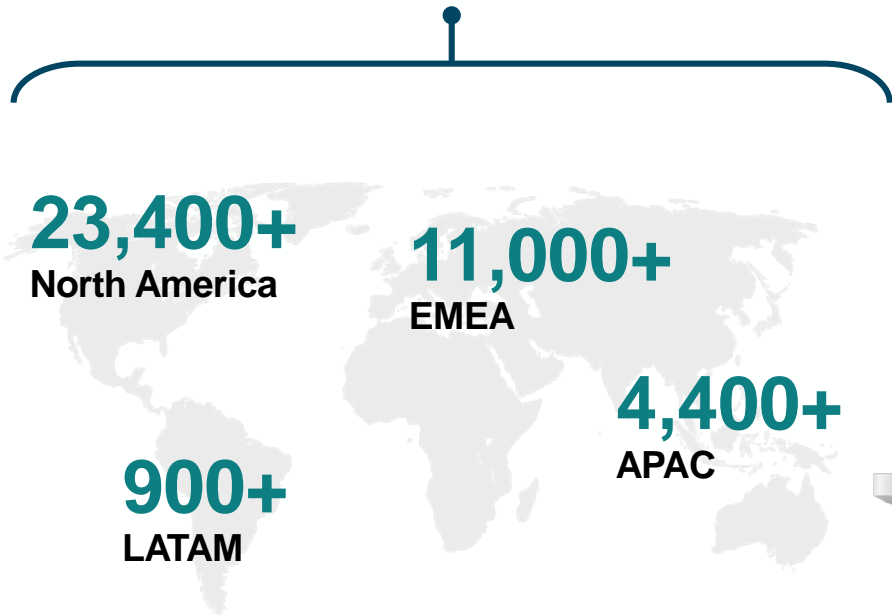 23,400+
North America
11,000+
EMEA
4,400+
APAC
900+
LATAM